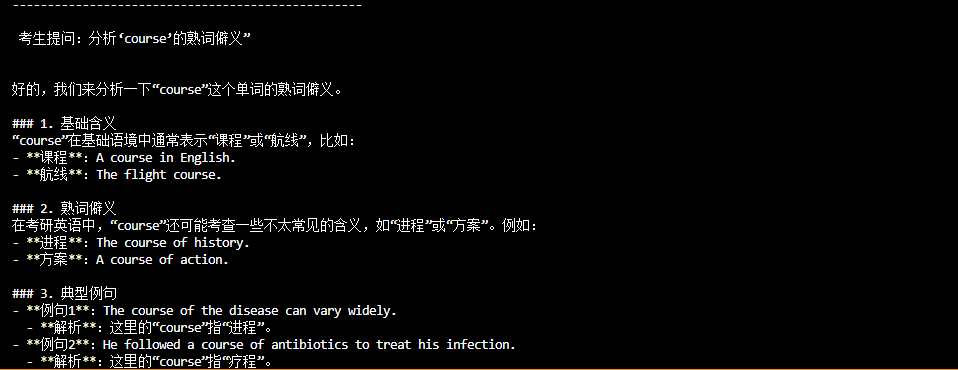 --------------------------------------------------
考生提问：分析‘course’的熟词僻义”
好的，我们来分析一下“course”这个单词的熟词僻义。
### 1. 基础含义
“course”在基础语境中通常表示“课程”或“航线”，比如：
- **课程**：A course in English.
- **航线**：The flight course.
### 2. 熟词僻义
在考研英语中，“course”还可能考查一些不太常见的含义，如“进程”或“方案”。例如：
- **进程**：The course of history.
- **方案**：A course of action.
### 3. 典型例句
- **例句1**：The course of the disease can vary widely.
- **解析**：这里的“course”指“进程”。
- **例句2**：He followed a course of antibiotics to treat his infection.
- **解析**：这里的“course”指“疗程”。